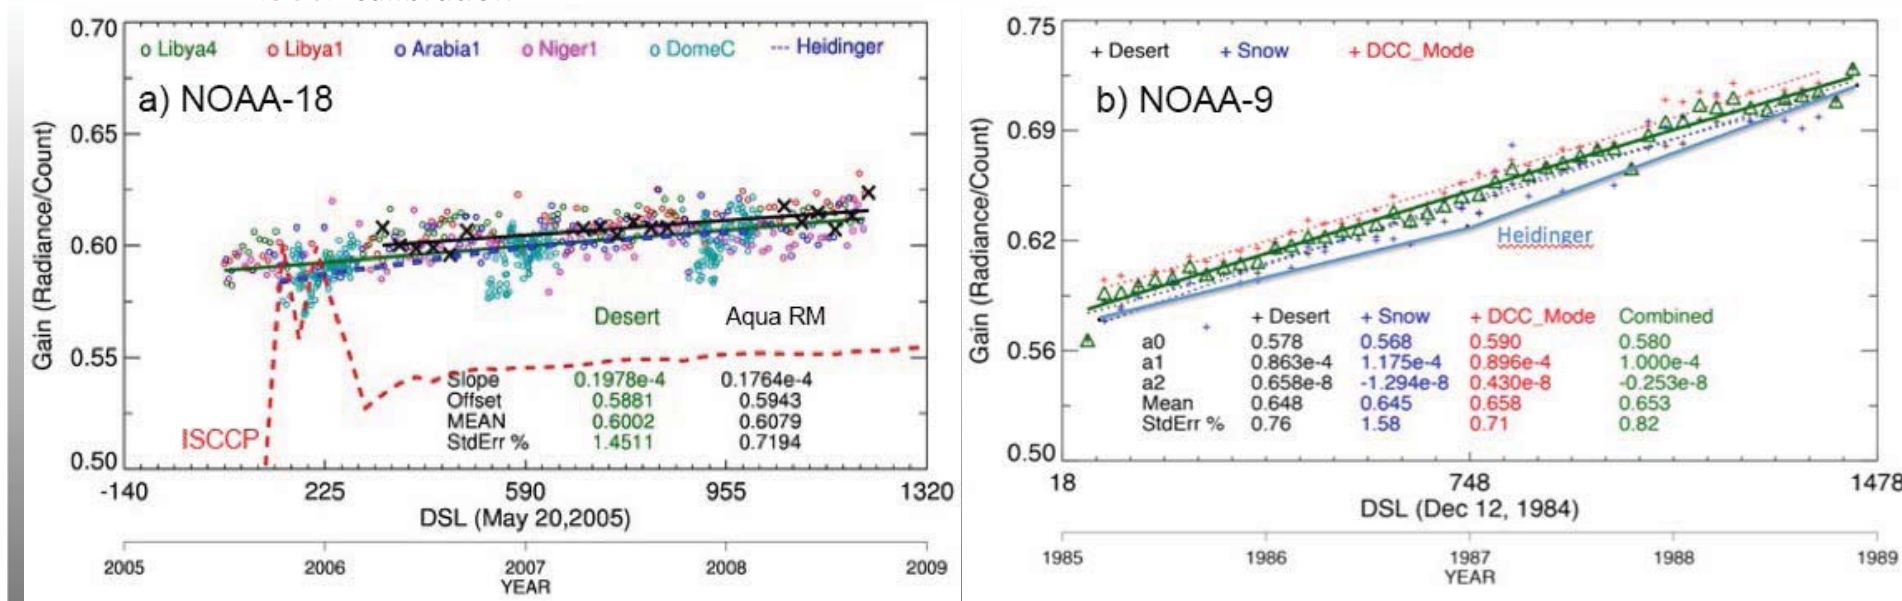 o Libya4 o Libya1 o Arabia1 o Niger1 o DomeC --- Heidinger
a) NOAA-18
Gain (Radiance/Count)
0.70
0.65
0.60
0.55
0.50
ISCCP
Desert Aqua RM
Slope 0.1978e-4 0.1764e-4
Offset 0.5881 0.5943
MEAN 0.6002 0.6079
StdErr % 1.4511 0.7194
-140 225 590 955 1320
DSL (May 20,2005)
2005 2006 2007 2008 2009
YEAR
+ Desert + Snow + DCC_Mode
b) NOAA-9
Gain (Radiance/Count)
0.75
0.69
0.62
0.56
0.50
Heidinger
+ Desert + Snow + DCC_Mode Combined
a0 0.578 0.568 0.590 0.580
a1 0.863e-4 1.175e-4 0.896e-4 1.000e-4
a2 0.658e-8 -1.294e-8 0.430e-8 -0.253e-8
Mean 0.648 0.645 0.658 0.653
StdErr % 0.76 1.58 0.71 0.82
18 748 1478
DSL (Dec 12, 1984)
1985 1986 1987 1988 1989
YEAR